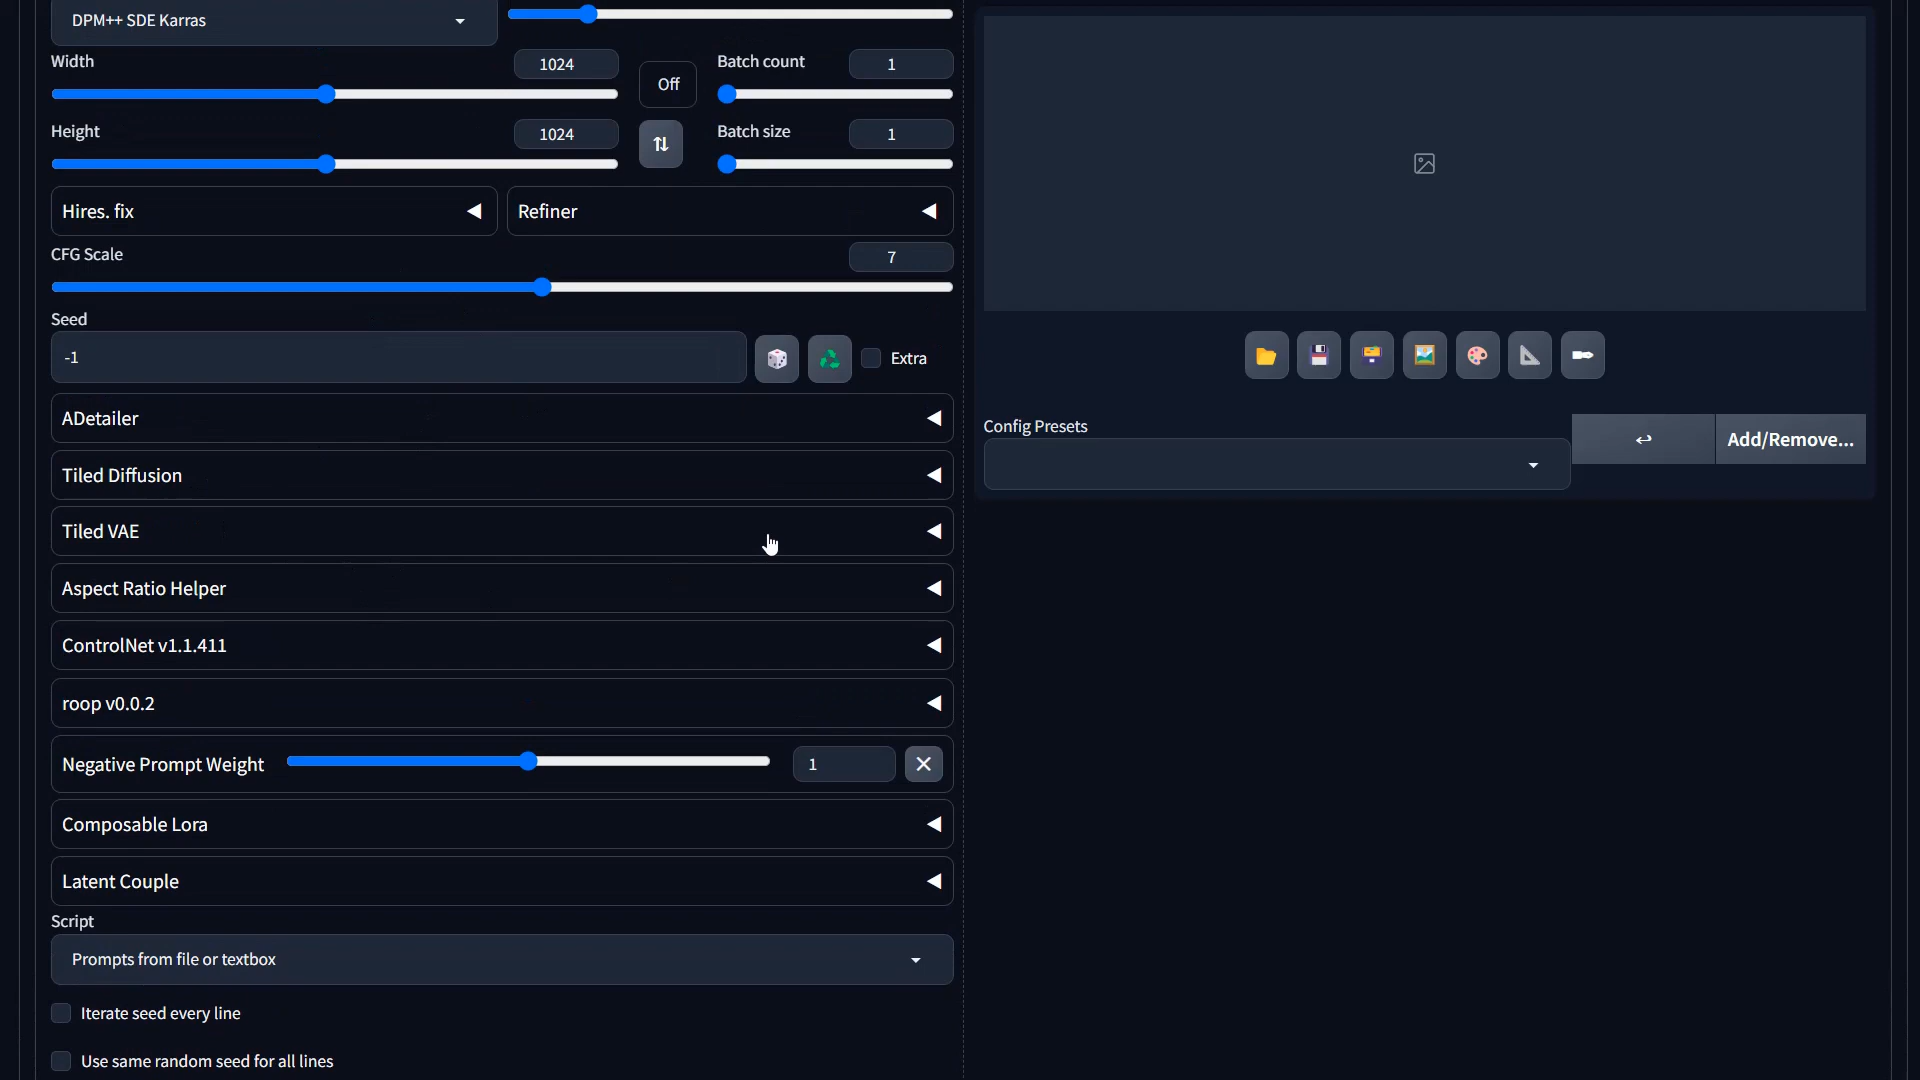 DPM++ SDE Karras
Width
1024
Off
Batch count
1
Height
1024
Batch size
1
Hires. fix
Refiner
CFG Scale
7
Seed
-1
Extra
ADetailer
Tiled Diffusion
Tiled VAE
Aspect Ratio Helper
ControlNet v1.1.411
roop v0.0.2
Negative Prompt Weight
1
Composable Lora
Latent Couple
Script
Prompts from file or textbox
Iterate seed every line
Use same random seed for all lines
Config Presets
Add/Remove...